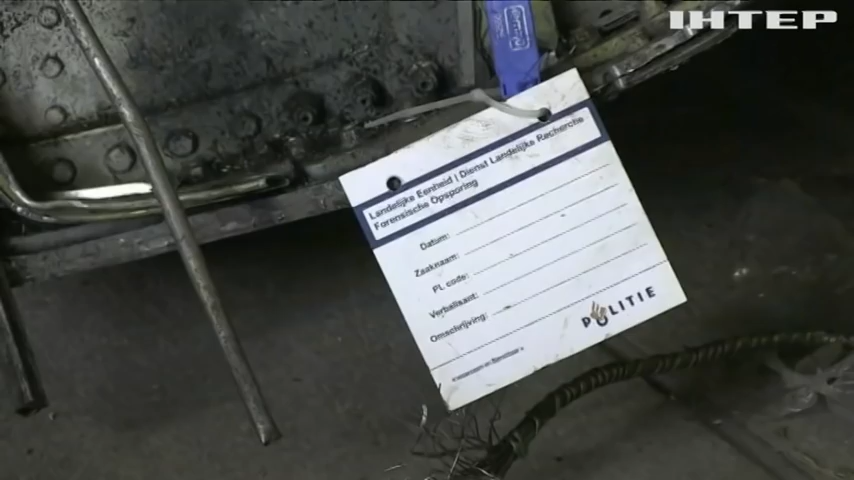 ІНТЕР
Landelijke Eenheid | Dienst Landelijke Recherche
Forensische Opsporing
Datum:
Zaaknaam:
PL code:
Verbalisant:
Omschrijving:
POLITIE